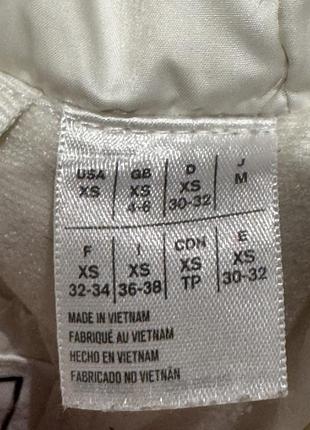 USA GB D J
XS XS XS M
4-6 30-32
F I CDN E
XS XS XS XS
32-34 36-38 TP 30-32
MADE IN VIETNAM
FABRIQUÉ AU VIETNAM
HECHO EN VIETNAM
FABRICADO NO VIETNÁN